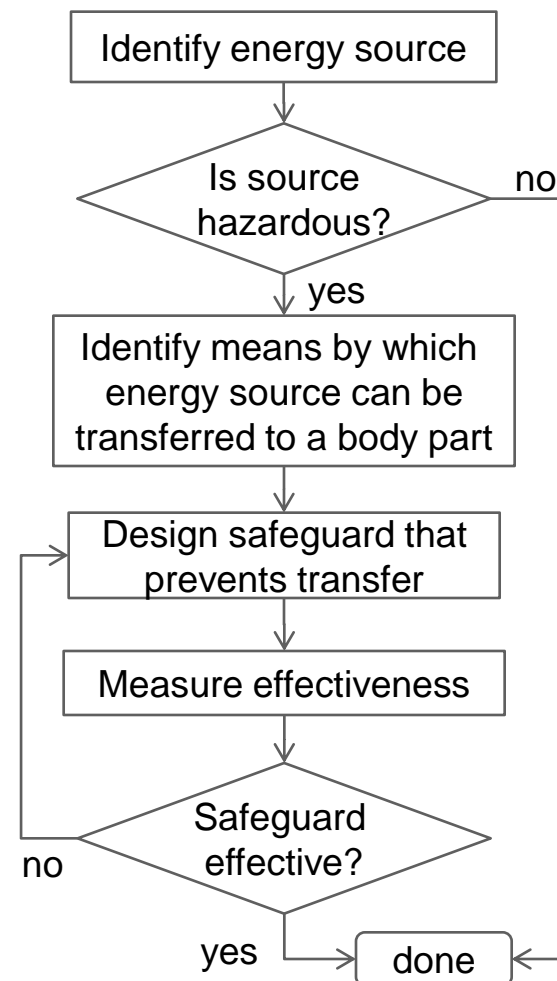 Identify energy source
Is source
hazardous?
no
yes
Identify means by which
energy source can be
transferred to a body part
Design safeguard that
prevents transfer
Measure effectiveness
Safeguard
effective?
no
yes
done